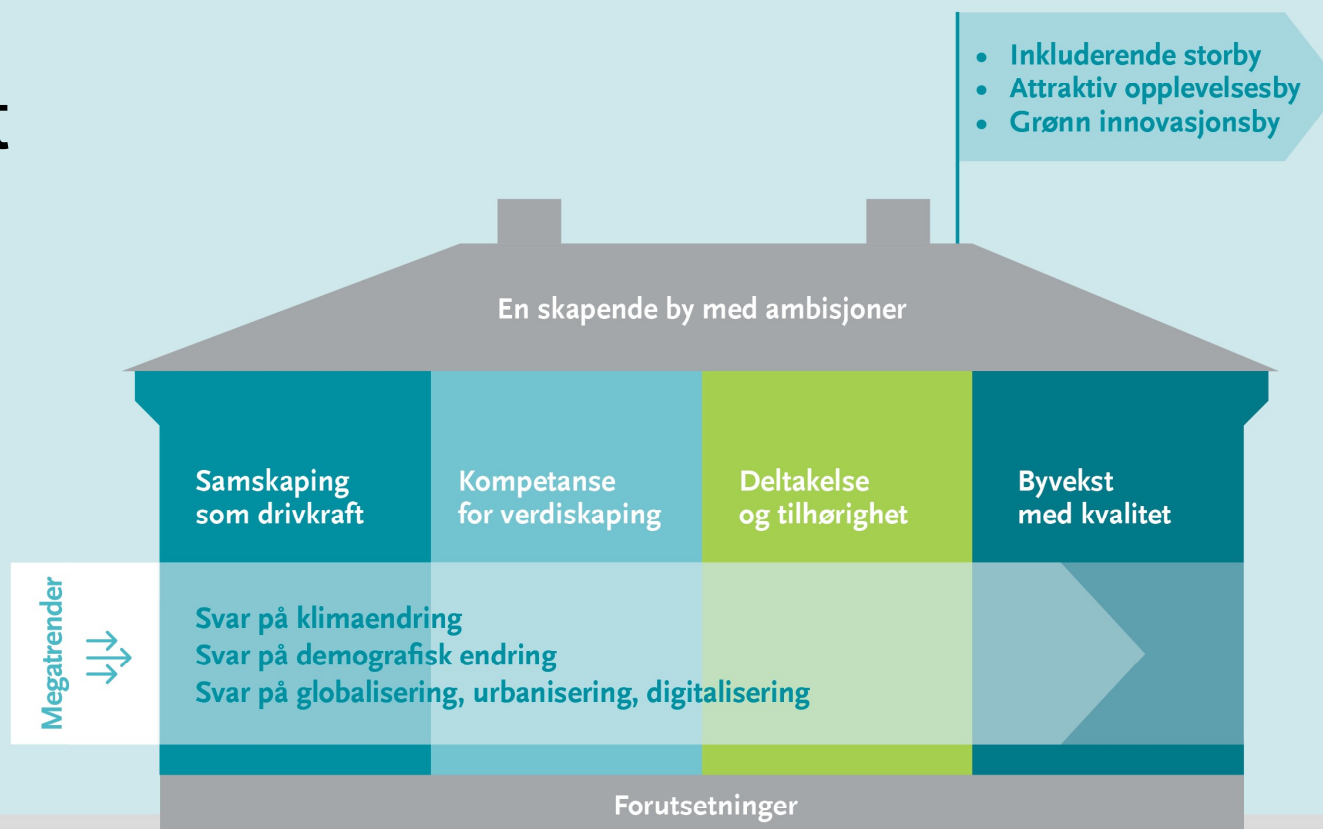 Inkluderende storby
Attraktiv opplevelsesby
Grønn innovasjonsby
En skapende by med ambisjoner
Samskaping
som drivkraft
Kompetanse
for verdiskaping
Deltakelse
og tilhørighet
Byvekst
med kvalitet
Megatrender
Svar på klimaendring
Svar på demografisk endring
Svar på globalisering, urbanisering, digitalisering
Forutsetninger